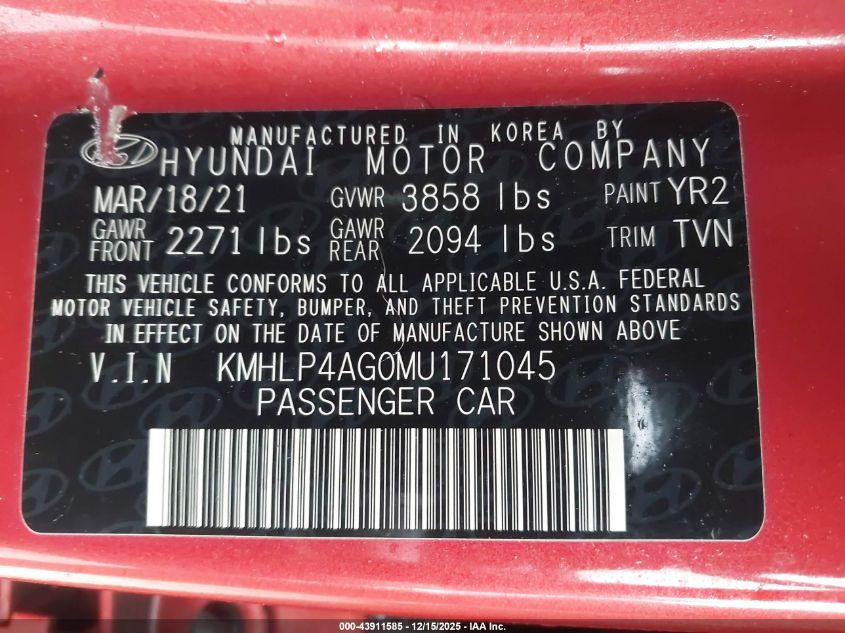 MANUFACTURED IN KOREA BY
HYUNDAI MOTOR COMPANY
MAR/18/21 GVWR 3858 lbs PAINT YR2
GAWR FRONT 2271 lbs GAWR REAR 2094 lbs TRIM TVN
THIS VEHICLE CONFORMS TO ALL APPLICABLE U.S.A. FEDERAL
MOTOR VEHICLE SAFETY, BUMPER, AND THEFT PREVENTION STANDARDS
IN EFFECT ON THE DATE OF MANUFACTURE SHOWN ABOVE
V.I.N KMHLP4AG0MU171045
PASSENGER CAR
000-43911585 - 12/15/2025 - IAA Inc.